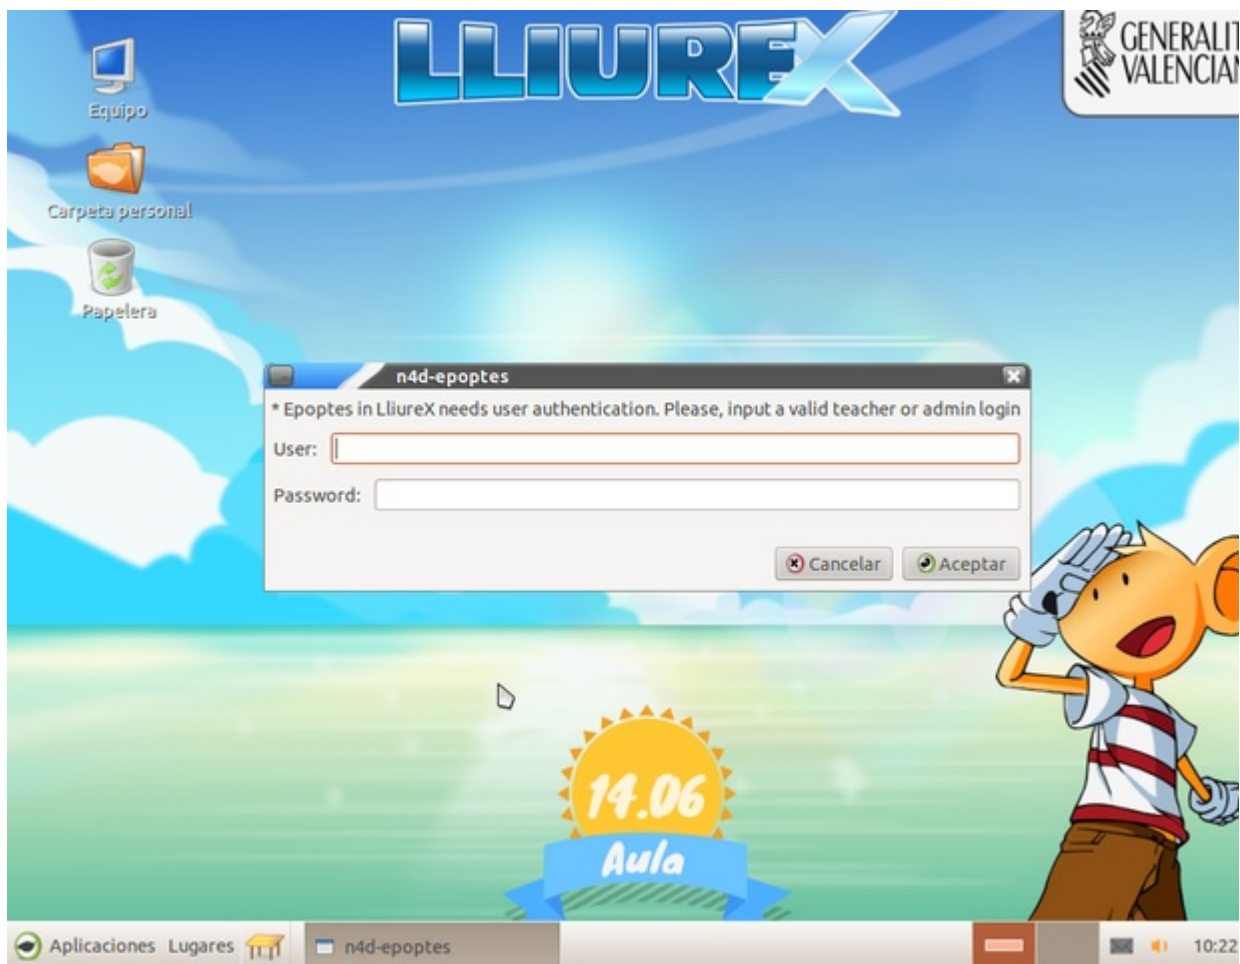 LLIUREX
GENERALIT
VALENCIAN
Equipo
Carpeta personal
Papelera
n4d-epoptes
* Epoptes in LliureX needs user authentication. Please, input a valid teacher or admin login
User:
Password:
Cancelar
Aceptar
14.06
Aula
Aplicaciones Lugares n4d-epoptes 10:22